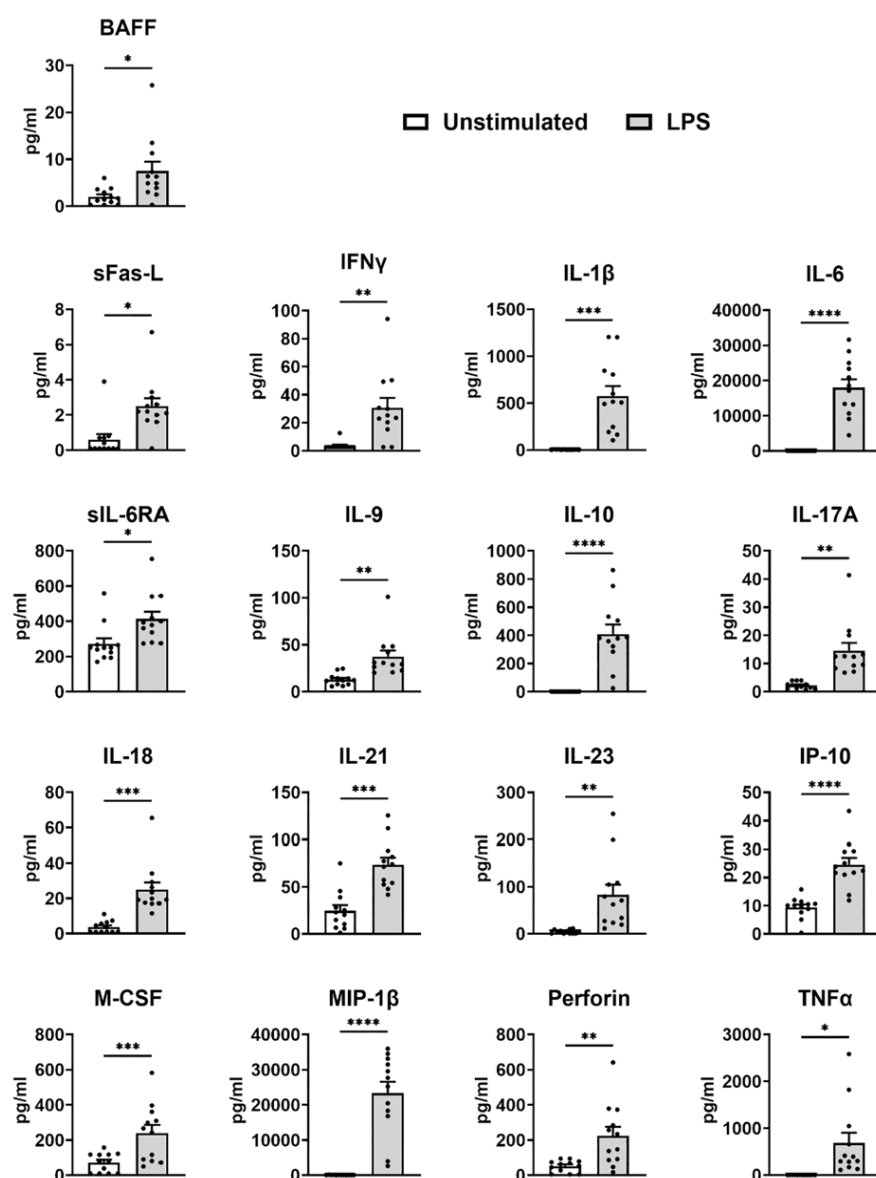 BAFF
*
30
20
10
0
pg/ml
Unstimulated
LPS
sFas-L
*
8
6
4
2
0
pg/ml
IFNγ
**
100
80
60
40
20
0
pg/ml
IL-1β
***
1500
1000
500
0
pg/ml
IL-6
****
40000
30000
20000
10000
0
pg/ml
sIL-6RA
*
800
600
400
200
0
pg/ml
IL-9
**
150
100
50
0
pg/ml
IL-10
****
1000
800
600
400
200
0
pg/ml
IL-17A
**
50
40
30
20
10
0
pg/ml
IL-18
***
80
60
40
20
0
pg/ml
IL-21
***
150
100
50
0
pg/ml
IL-23
**
300
200
100
0
pg/ml
IP-10
****
50
40
30
20
10
0
pg/ml
M-CSF
***
800
600
400
200
0
pg/ml
MIP-1β
****
40000
30000
20000
10000
0
pg/ml
Perforin
**
800
600
400
200
0
pg/ml
TNFα
*
3000
2000
1000
0
pg/ml